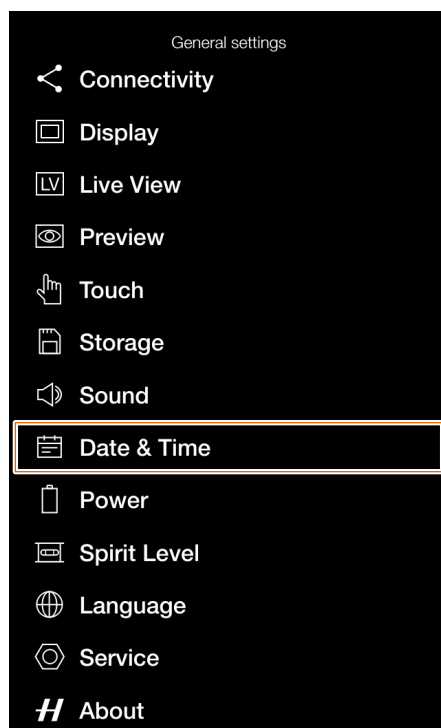 General settings
Connectivity
Display
LV Live View
Preview
Touch
Storage
Sound
Date & Time
Power
Spirit Level
Language
Service
H About